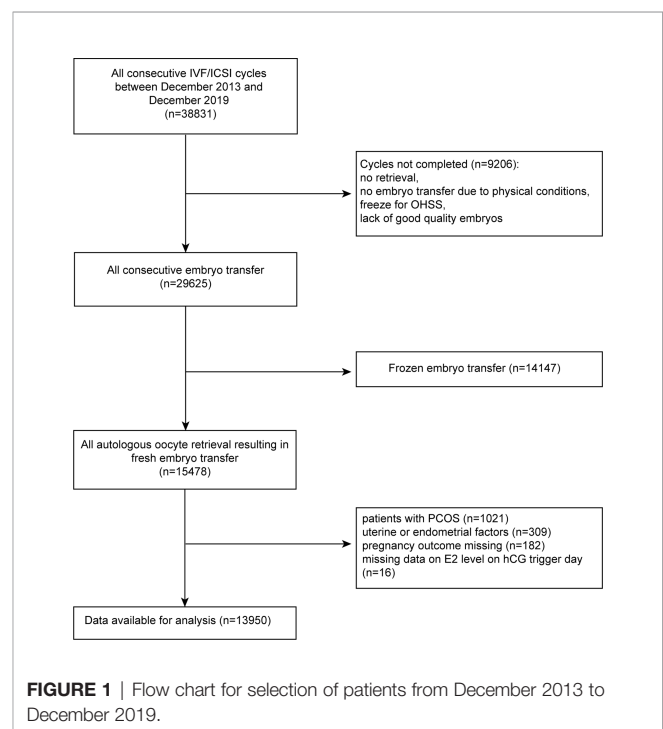 All consecutive IVF/ICSI cycles
between December 2013 and
December 2019
(n=38831)
Cycles not completed (n=9206):
no retrieval,
no embryo transfer due to physical conditions,
freeze for OHSS,
lack of good quality embryos
All consecutive embryo transfer
(n=29625)
Frozen embryo transfer (n=14147)
All autologous oocyte retrieval resulting in
fresh embryo transfer
(n=15478)
patients with PCOS (n=1021)
uterine or endometrial factors (n=309)
pregnancy outcome missing (n=182)
missing data on E2 level on hCG trigger day
(n=16)
Data available for analysis (n=13950)
FIGURE 1 | Flow chart for selection of patients from December 2013 to
December 2019.